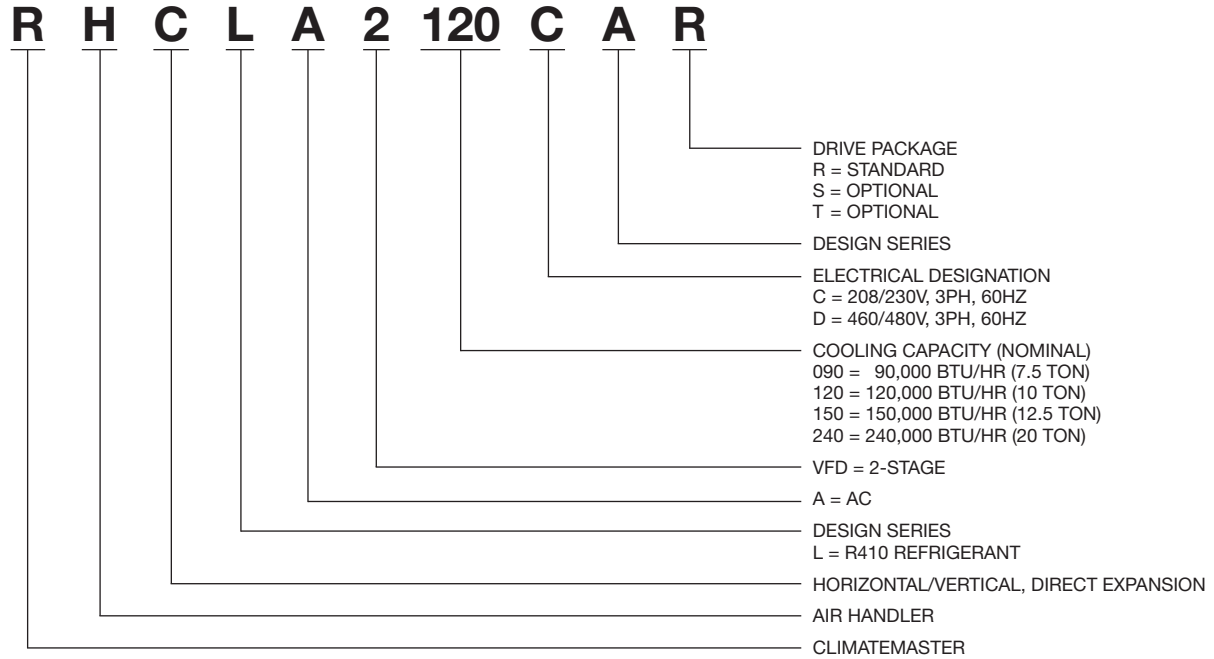 R H C L A 2 120 C A R
DRIVE PACKAGE
R = STANDARD
S = OPTIONAL
T = OPTIONAL
DESIGN SERIES
ELECTRICAL DESIGNATION
C = 208/230V, 3PH, 60HZ
D = 460/480V, 3PH, 60HZ
COOLING CAPACITY (NOMINAL)
090 = 90,000 BTU/HR (7.5 TON)
120 = 120,000 BTU/HR (10 TON)
150 = 150,000 BTU/HR (12.5 TON)
240 = 240,000 BTU/HR (20 TON)
VFD = 2-STAGE
A = AC
DESIGN SERIES
L = R410 REFRIGERANT
HORIZONTAL/VERTICAL, DIRECT EXPANSION
AIR HANDLER
CLIMATEMASTER